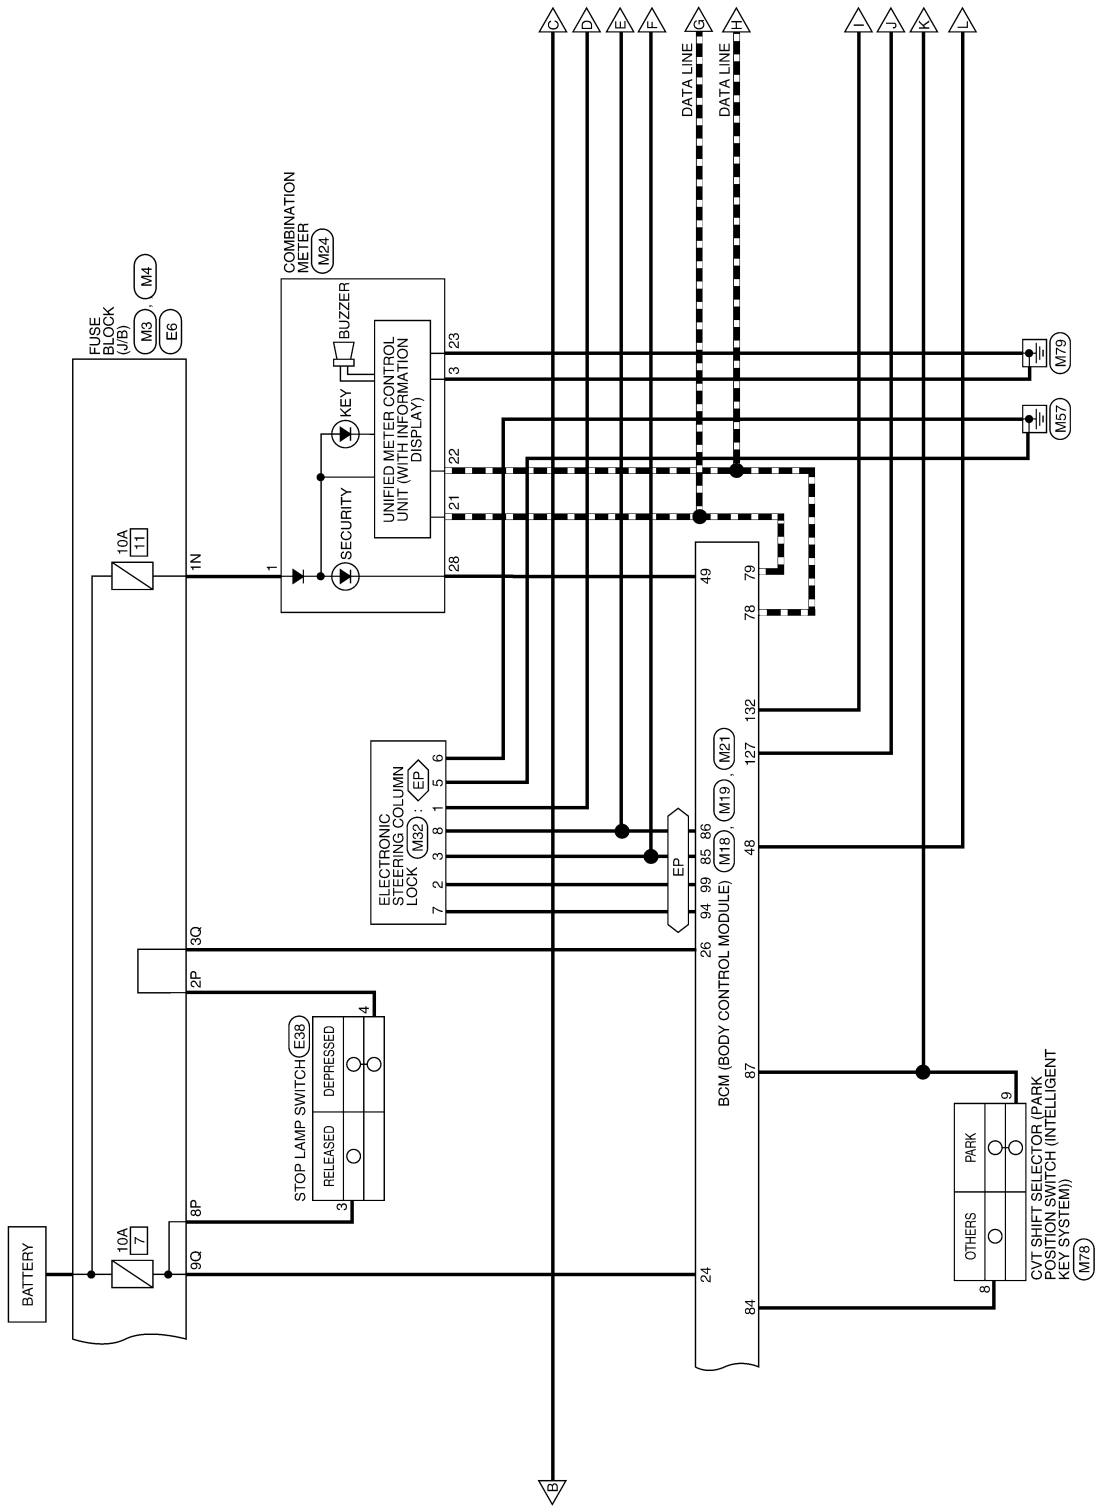 BATTERY
FUSE
BLOCK
(J/B)
M3 , M4
E6
10A
7
10A
11
9Q
8P
2P
3Q
1N
STOP LAMP SWITCH E38
RELEASED
DEPRESSED
3
4
COMBINATION
METER
M24
1
SECURITY
KEY
BUZZER
UNIFIED METER CONTROL
UNIT (WITH INFORMATION
DISPLAY)
28
21
22
3
23
ELECTRONIC
STEERING COLUMN
LOCK M32 : EP
7
2
3
8
1
5
6
B
C
D
E
F
G
H
I
J
K
L
DATA LINE
DATA LINE
EP
24
26
94
99
85
86
49
BCM (BODY CONTROL MODULE) M18 , M19 , M21
84
87
48
127
132
78
79
8
9
OTHERS
PARK
CVT SHIFT SELECTOR (PARK
POSITION SWITCH (INTELLIGENT
KEY SYSTEM))
M78
M57
M79